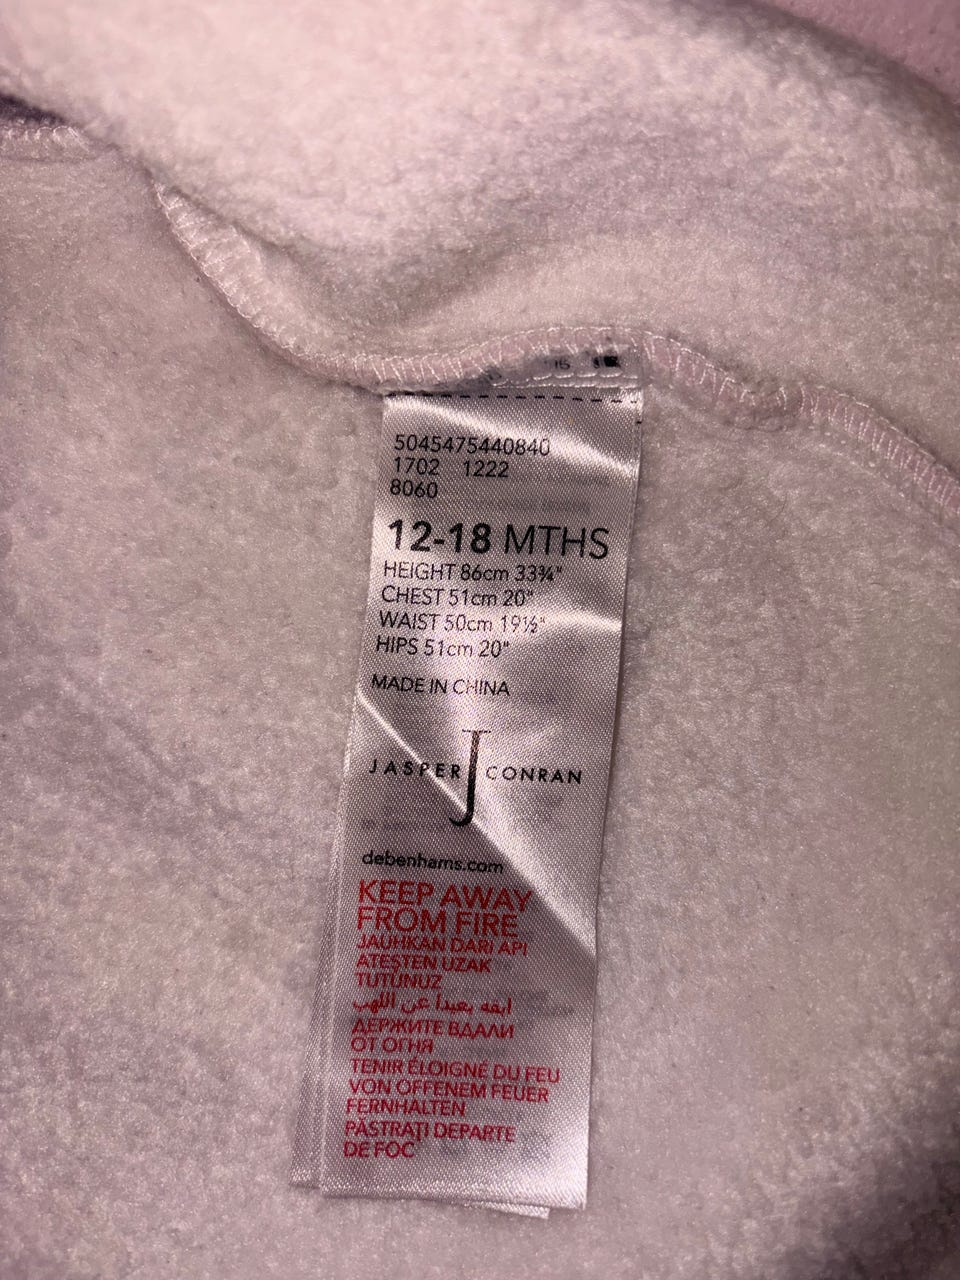 5045475440840
1702 1222
8060
12-18 MTHS
HEIGHT 86cm 33¾"
CHEST 51cm 20"
WAIST 50cm 19½"
HIPS 51cm 20"
MADE IN CHINA
J
JASPER CONRAN
debenhams.com
KEEP AWAY
FROM FIRE
JAUHKAN DARI API
ATEŞTEN UZAK
TUTUNUZ
ابقه بعيداً عن اللهب
ДЕРЖИТЕ ВДАЛИ
ОТ ОГНЯ
TENIR ÉLOIGNÉ DU FEU
VON OFFENEM FEUER
FERNHALTEN
PĂSTRAŢI DEPARTE
DE FOC